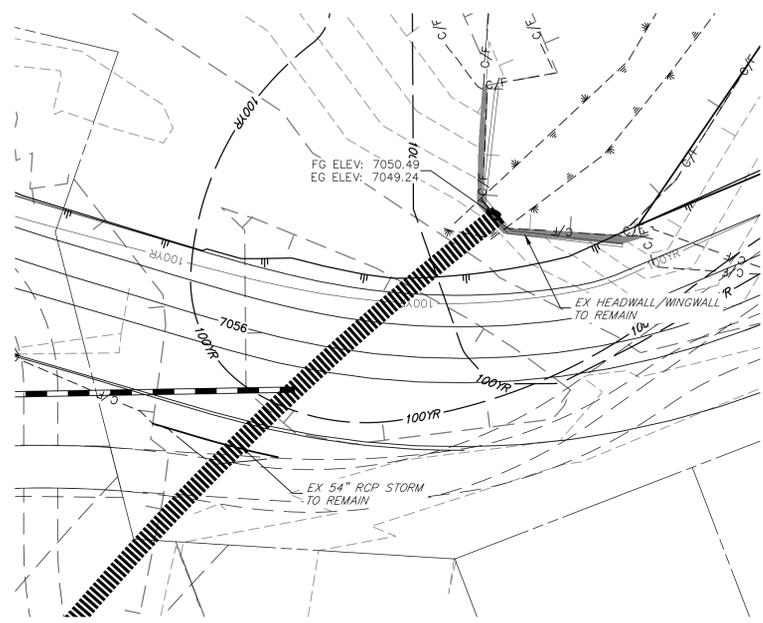 C/F
C/F
C/F
C/F
C/F
100YR
C/F
FG ELEV: 7050.49
EG ELEV: 7049.24
C/F
C/F
C/F
100YR
100YR
C/F
C/F
EX HEADWALL/WINGWALL
TO REMAIN
7056
100YR
100YR
C/F
100YR
EX 54" RCP STORM
TO REMAIN